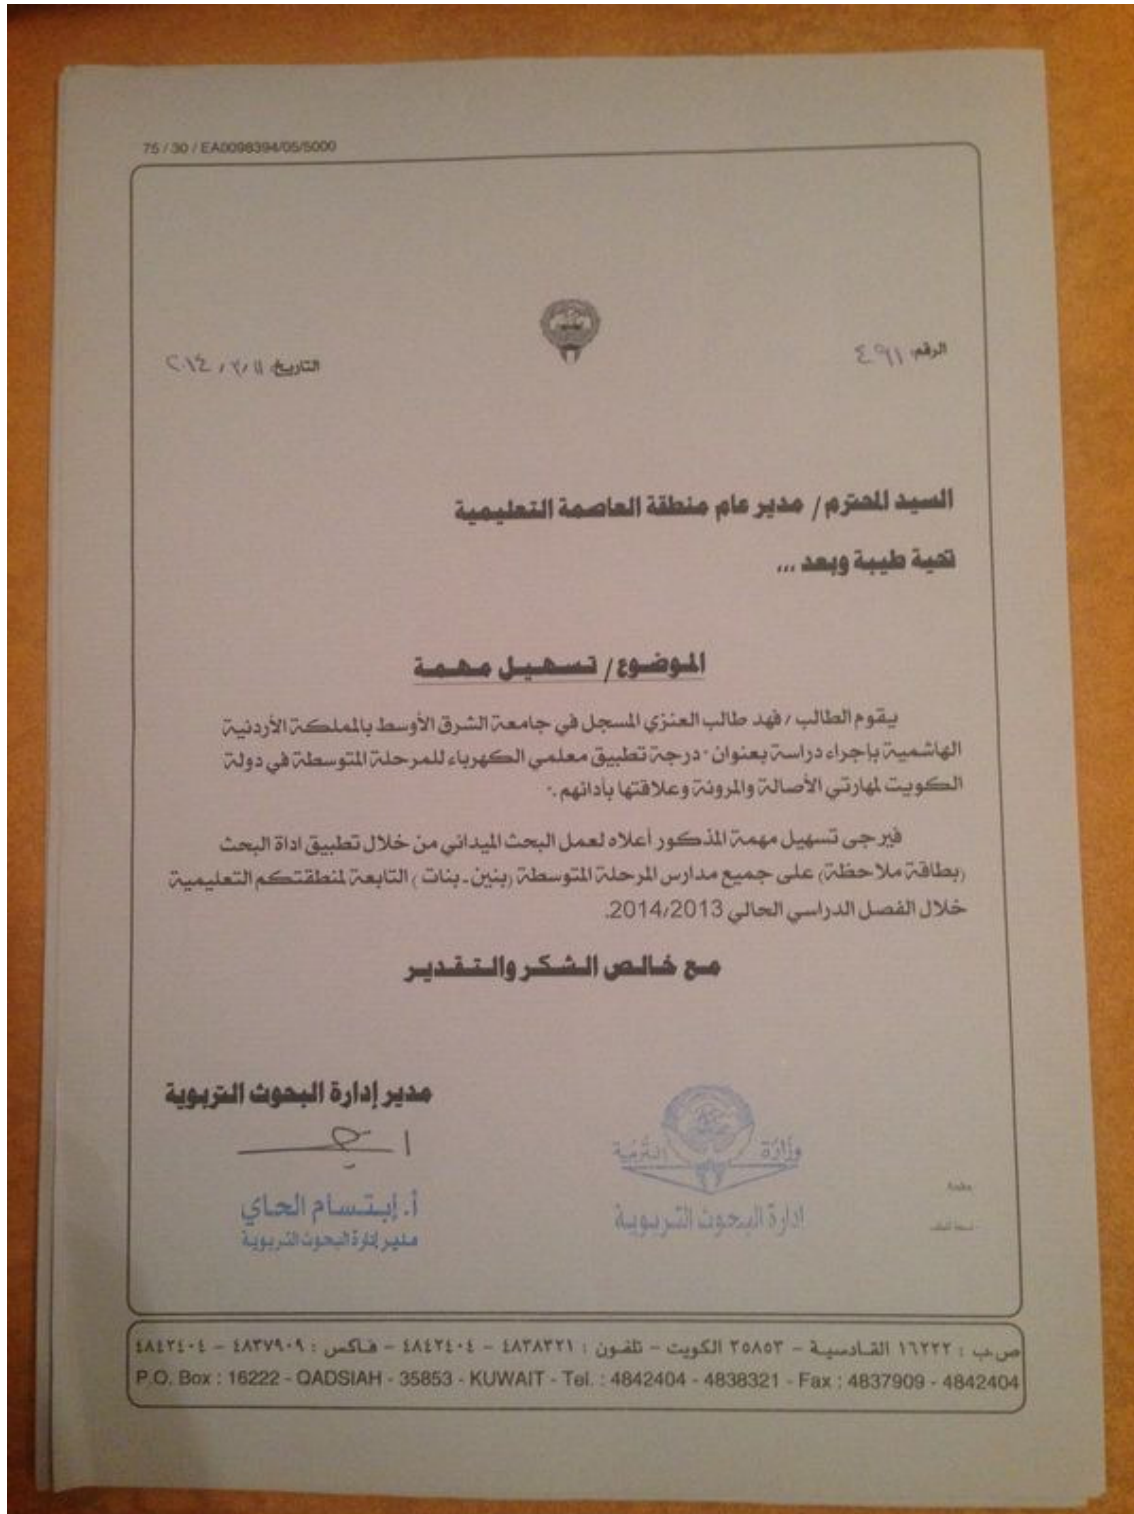 75 / 30 / EA0098394/05/5000
الرقم: ٤٩١
التاريخ: ١١ / ٣ / ٢٠١٤
السيد المحترم / مدير عام منطقة العاصمة التعليمية
تحية طيبة وبعد ,,,
الموضوع / تسهيل مهمة
يقوم الطالب / فهد طالب العنزي المسجل في جامعة الشرق الأوسط بالمملكة الأردنية
الهاشمية بإجراء دراسة بعنوان "درجة تطبيق معلمي الكهرباء للمرحلة المتوسطة في دولة
الكويت لمهارتي الأصالة والمرونة وعلاقتها بأدائهم ."
فيرجى تسهيل مهمة المذكور أعلاه لعمل البحث الميداني من خلال تطبيق اداة البحث
(بطاقة ملاحظة) على جميع مدارس المرحلة المتوسطة (بنين - بنات ) التابعة لمنطقتكم التعليمية
خلال الفصل الدراسي الحالي 2014/2013.
مع خالص الشكر والتقدير
مدير إدارة البحوث التربوية
وزارة التربية
ادارة البحوث التربوية
أ. إبتسام الحاي
مدير إدارة البحوث التربوية
ص.ب : ١٦٢٢٢ القادسية – ٣٥٨٥٣ الكويت – تلفون : ٤٨٣٨٣٢١ – ٤٨٤٢٤٠٤ – فاكس : ٤٨٣٧٩٠٩ – ٤٨٤٢٤٠٤
P.O. Box : 16222 - QADSIAH - 35853 - KUWAIT - Tel. : 4842404 - 4838321 - Fax : 4837909 - 4842404